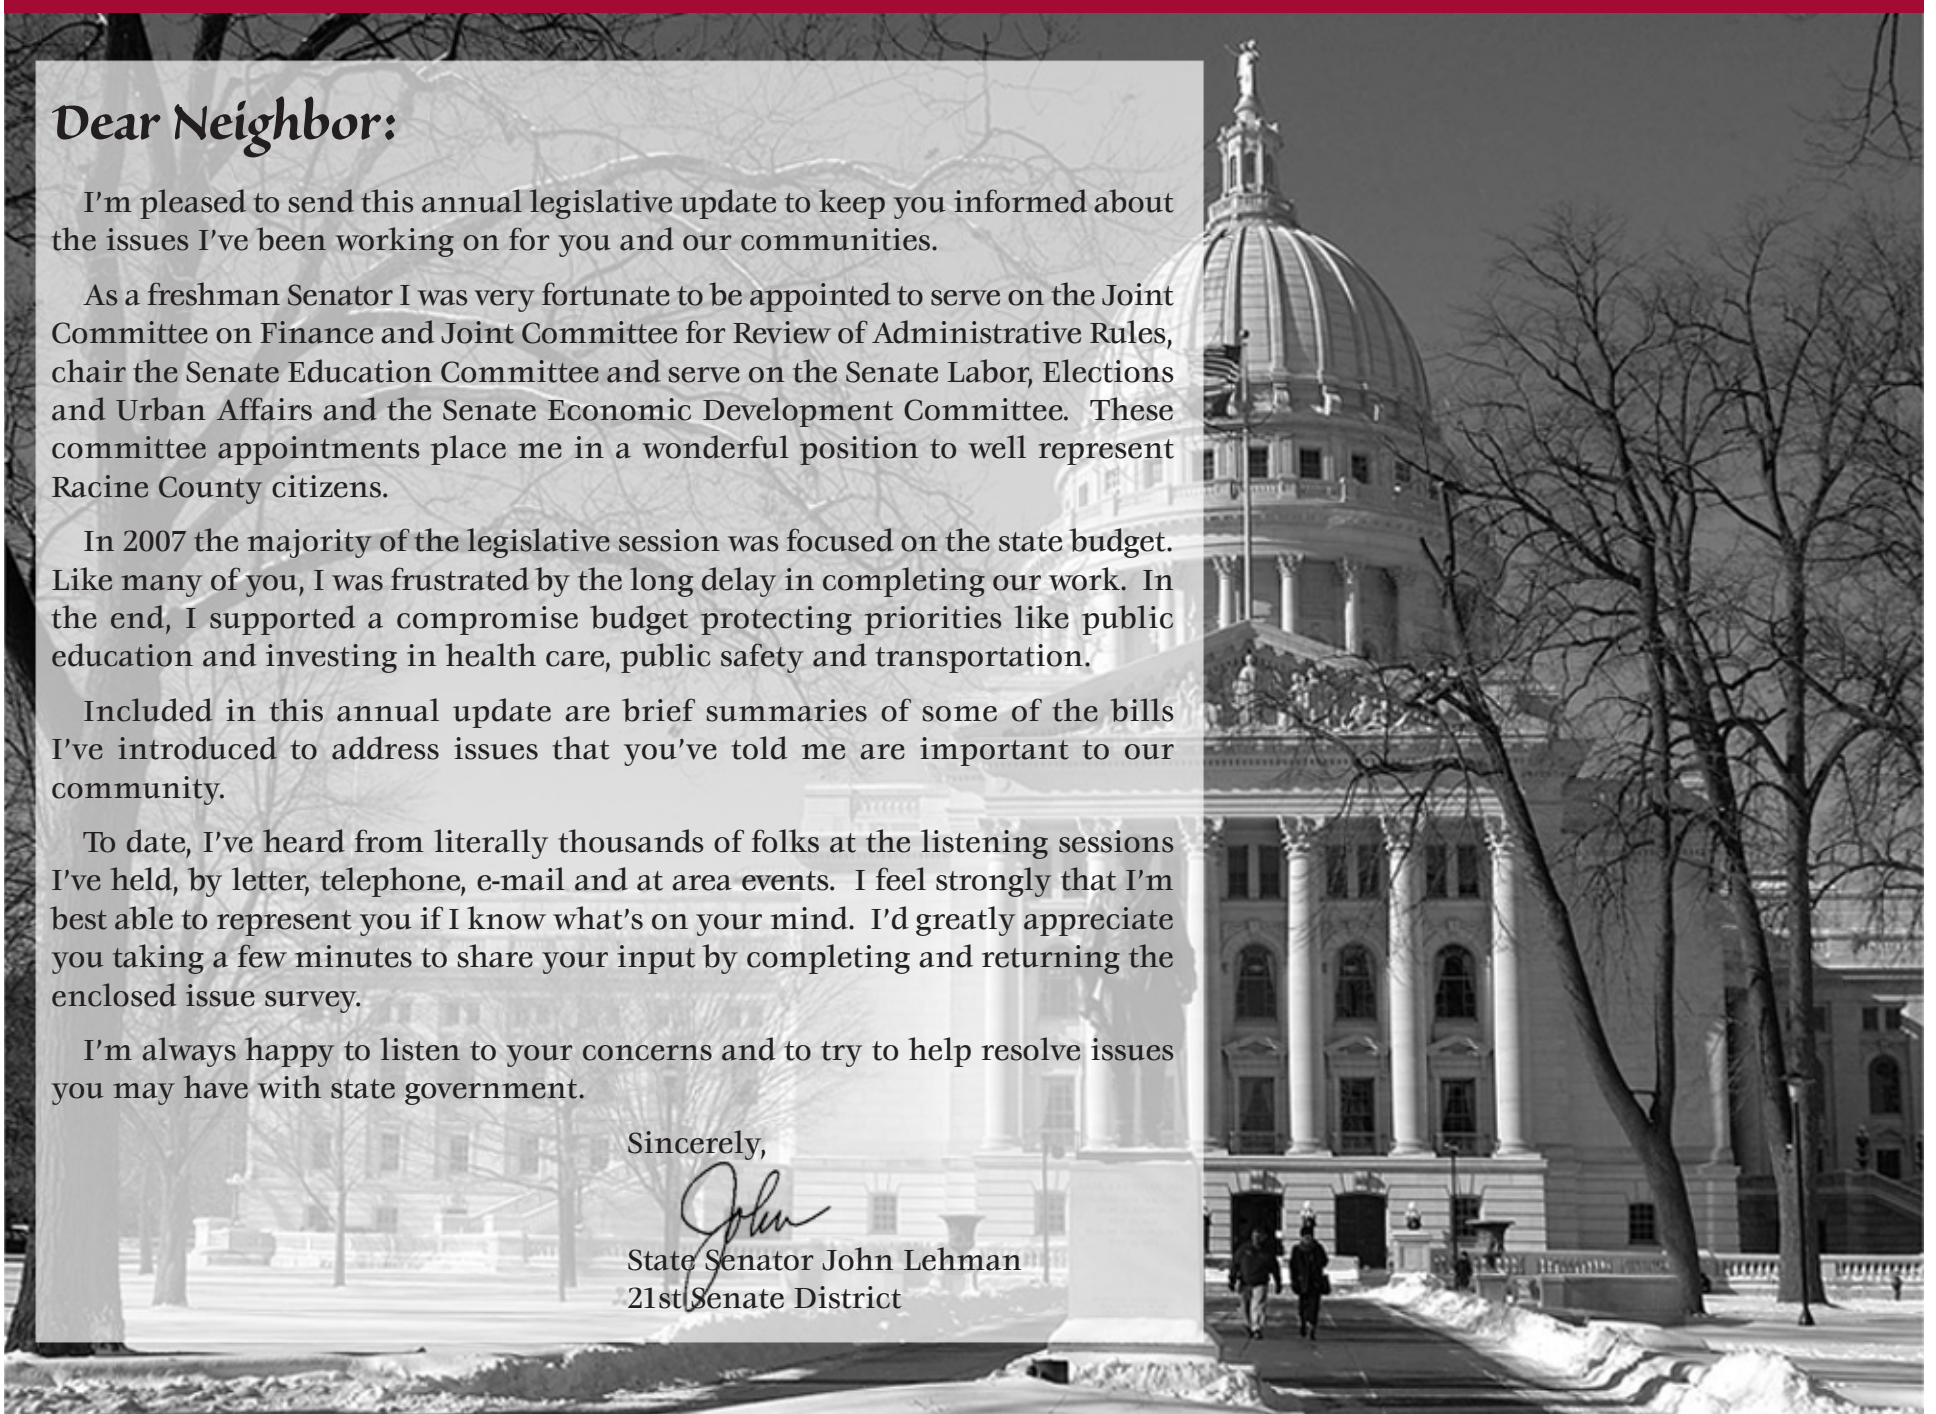 Dear Neighbor:
I'm pleased to send this annual legislative update to keep you informed about
the issues I've been working on for you and our communities.
As a freshman Senator I was very fortunate to be appointed to serve on the Joint
Committee on Finance and Joint Committee for Review of Administrative Rules,
chair the Senate Education Committee and serve on the Senate Labor, Elections
and Urban Affairs and the Senate Economic Development Committee.  These
committee appointments place me in a wonderful position to well represent
Racine County citizens.
In 2007 the majority of the legislative session was focused on the state budget.
Like many of you, I was frustrated by the long delay in completing our work.  In
the end, I supported a compromise budget protecting priorities like public
education and investing in health care, public safety and transportation.
Included in this annual update are brief summaries of some of the bills
I've introduced to address issues that you've told me are important to our
community.
To date, I've heard from literally thousands of folks at the listening sessions
I've held, by letter, telephone, e-mail and at area events.  I feel strongly that I'm
best able to represent you if I know what's on your mind.  I'd greatly appreciate
you taking a few minutes to share your input by completing and returning the
enclosed issue survey.
I'm always happy to listen to your concerns and to try to help resolve issues
you may have with state government.
Sincerely,
John
State Senator John Lehman
21st Senate District